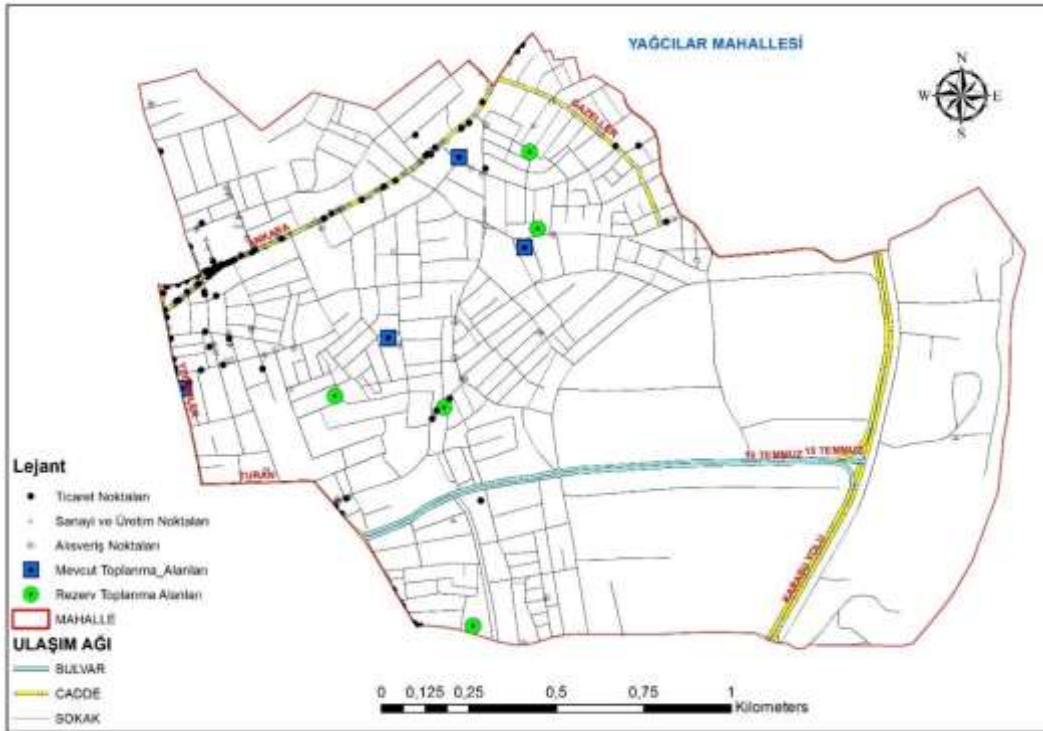 YAĞCILAR MAHALLESİ
N
W
E
S
GAZELLER
ANKARA
TURAN
15 TEMMUZ 15 TEMMUZ
KARASU YOLU
Lejant
Ticaret Noktaları
Sanayi ve Üretim Noktaları
Alısveriş Noktaları
Mevcut Toplanma_Alanları
Rezerv Toplanma Alanları
MAHALLE
ULAŞIM AĞI
BULVAR
CADDE
SOKAK
0 0,125 0,25 0,5 0,75 1
Kilometers